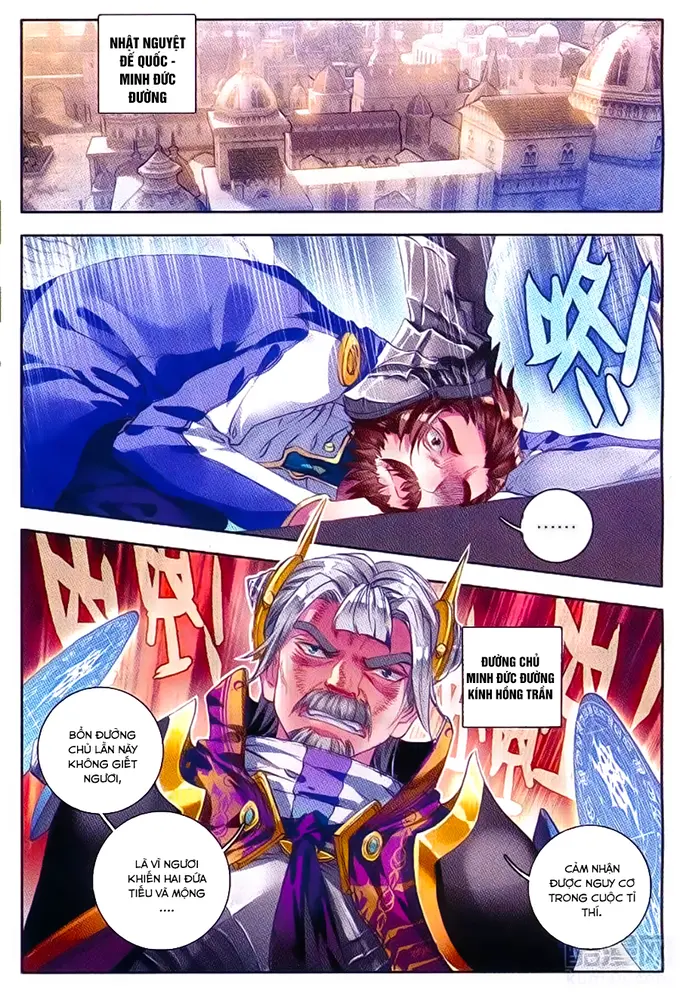 NHẬT NGUYỆT
ĐẾ QUỐC -
MINH ĐỨC
ĐƯỜNG
......
ĐƯỜNG CHỦ
MINH ĐỨC ĐƯỜNG
KÍNH HỒNG TRẦN
BỔN ĐƯỜNG
CHỦ LẦN NÀY
KHÔNG GIẾT
NGƯƠI,
LÀ VÌ NGƯƠI
KHIẾN HAI ĐỨA
TIẾU VÀ MỘNG
....
CẢM NHẬN
ĐƯỢC NGUY CƠ
TRONG CUỘC TỈ
THÍ.